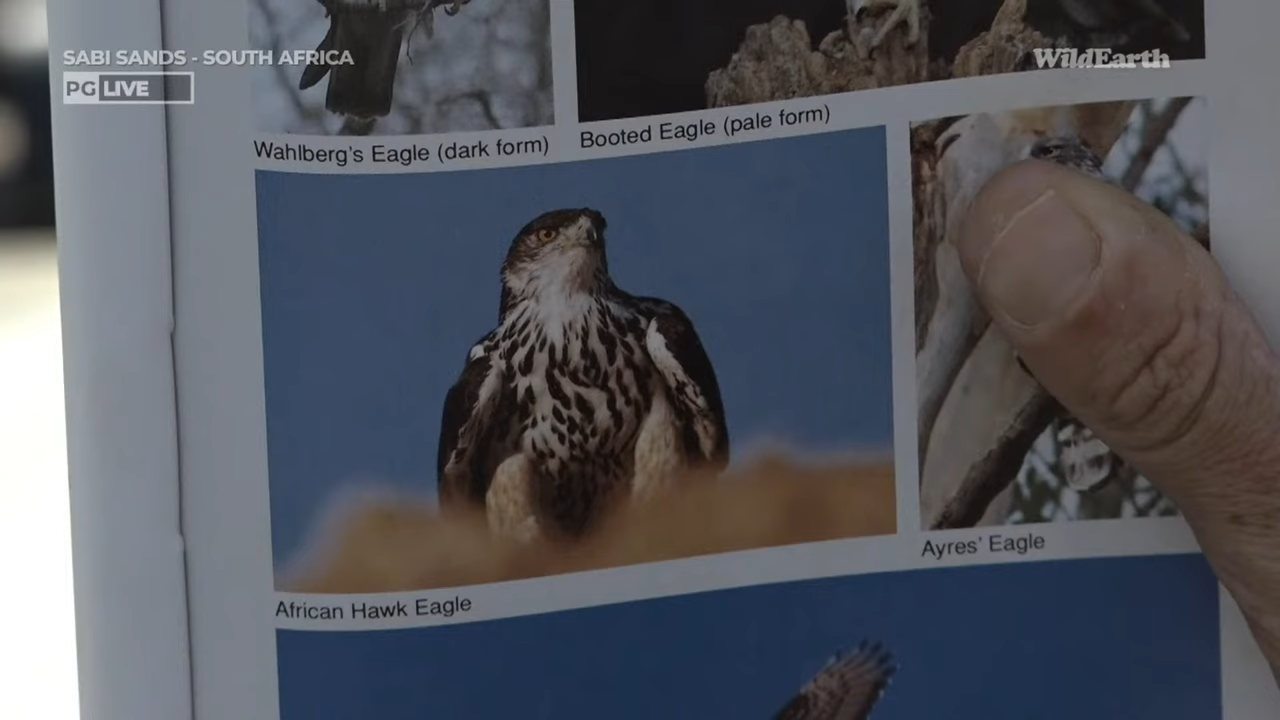 SABI SANDS - SOUTH AFRICA
PG LIVE
WildEarth
Wahlberg's Eagle (dark form)
Booted Eagle (pale form)
Ayres' Eagle
African Hawk Eagle